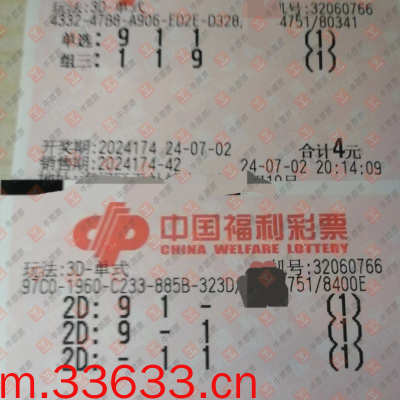 玩法:3D-单式
4332-4788-A906-ED2E-D328,
4751/80341
机号:32060766
单选: 9 1 1 (1)
组三: 1 1 9 (1)
开奖期:2024174 24-07-02 合计4元
销售期:2024174-42 24-07-02 20:14:09
中国福利彩票
CHINA WELFARE LOTTERY
玩法:3D-单式 机号:32060766
97C0-1960-C233-885B-323D/ 4751/8400E
2D: 9 1 - (1)
2D: 9 - 1 (1)
2D: - 1 1 (1)
m.33633.cn